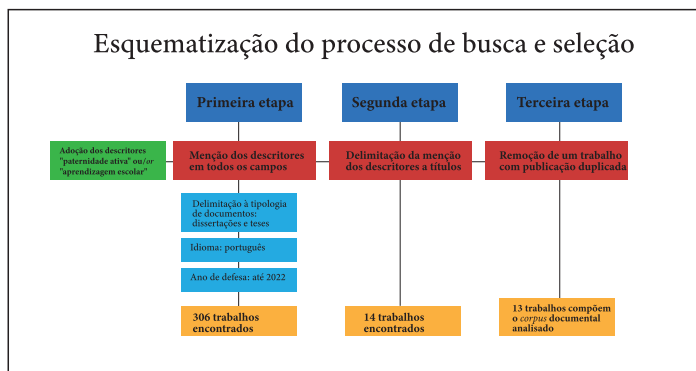 Esquematização do processo de busca e seleção
Primeira etapa
Segunda etapa
Terceira etapa
Adoção dos descritores
"paternidade ativa" ou/or
"aprendizagem escolar"
Menção dos descritores
em todos os campos
Delimitação da menção
dos descritores a títulos
Remoção de um trabalho
com publicação duplicada
Delimitação à tipologia
de documentos:
dissertações e teses
Idioma: português
Ano de defesa: até 2022
306 trabalhos
encontrados
14 trabalhos
encontrados
13 trabalhos compõem
o corpus documental
analisado